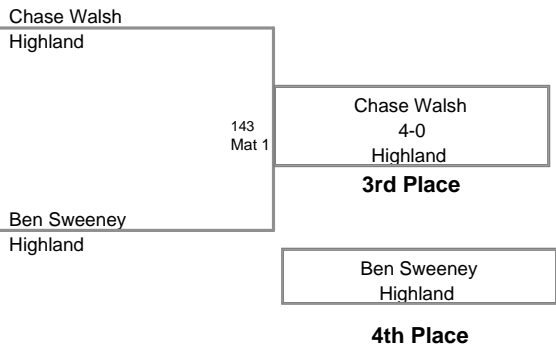 Chase Walsh
Highland
143
Mat 1
Chase Walsh
4-0
Highland
3rd Place
Ben Sweeney
Highland
Ben Sweeney
Highland
4th Place